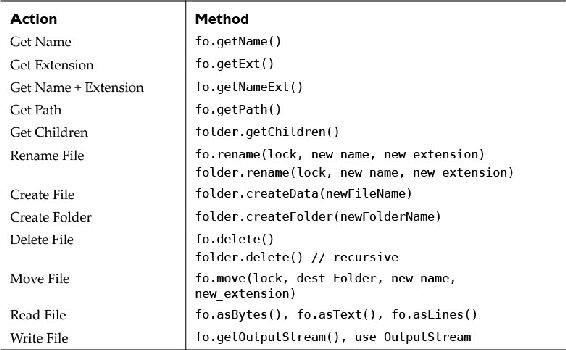 Action Method
Get Name fo.getName()
Get Extension fo.getExt()
Get Name + Extension fo.getNameExt()
Get Path fo.getPath()
Get Children folder.getChildren()
Rename File fo.rename(lock, new name, new extension)
folder.rename(lock, new name, new extension)
Create File folder.createData(newFileName)
Create Folder folder.createFolder(newFolderName)
Delete File fo.delete()
folder.delete() // recursive
Move File fo.move(lock, dest Folder, new name,
new_extension)
Read File fo.asBytes(), fo.asText(), fo.asLines()
Write File fo.getOutputStream(), use OutputStream